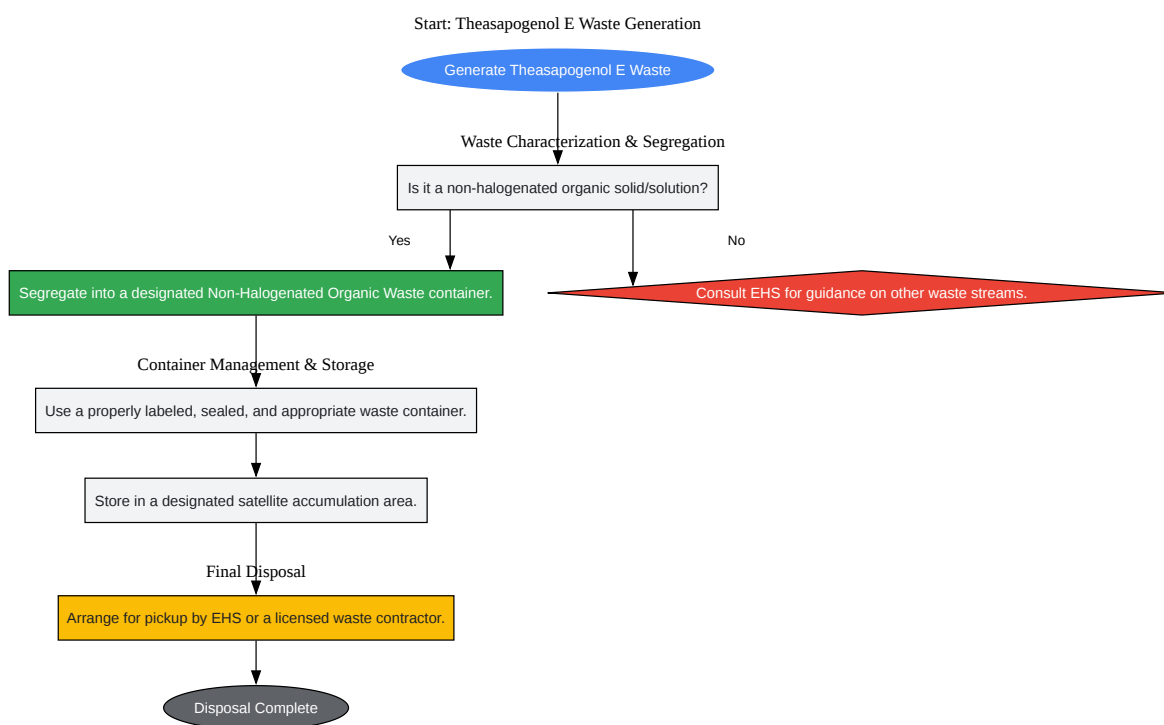 Start: Theasapogenol E Waste Generation
Generate Theasapogenol E Waste
Waste Characterization & Segregation
Is it a non-halogenated organic solid/solution?
Yes
No
Segregate into a designated Non-Halogenated Organic Waste container.
Consult EHS for guidance on other waste streams.
Container Management & Storage
Use a properly labeled, sealed, and appropriate waste container.
Store in a designated satellite accumulation area.
Final Disposal
Arrange for pickup by EHS or a licensed waste contractor.
Disposal Complete